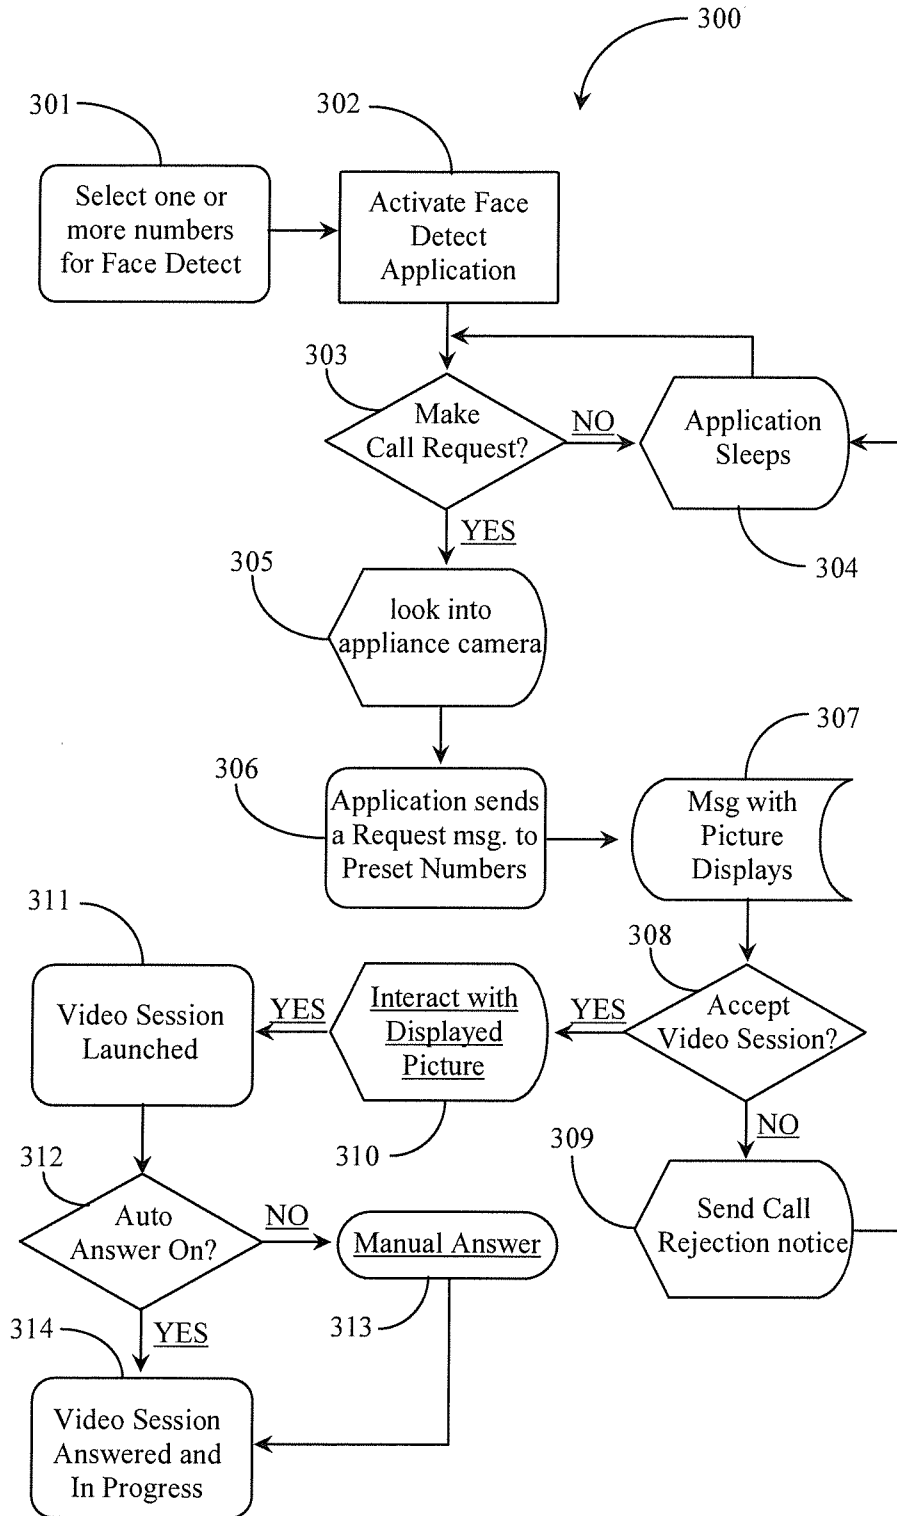 300
301
302
Select one or
more numbers
for Face Detect
Activate Face
Detect
Application
303
Make
Call Request?
NO
Application
Sleeps
304
YES
305
look into
appliance camera
306
Application sends
a Request msg. to
Preset Numbers
307
Msg with
Picture
Displays
308
Accept
Video Session?
YES
NO
309
Send Call
Rejection notice
Interact with
Displayed
Picture
310
YES
311
Video Session
Launched
312
Auto
Answer On?
NO
Manual Answer
313
YES
314
Video Session
Answered and
In Progress